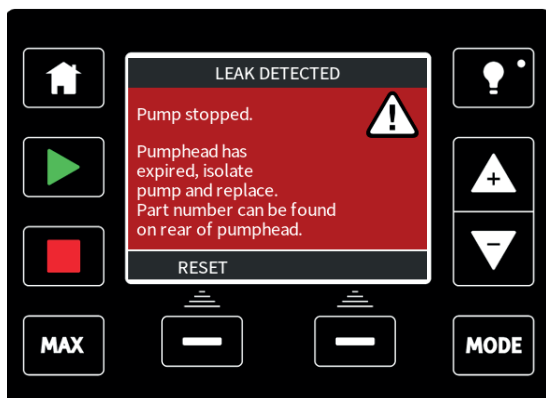 LEAK DETECTED
Pump stopped.
Pumphead has
expired, isolate
pump and replace.
Part number can be found
on rear of pumphead.
RESET
MAX
MODE